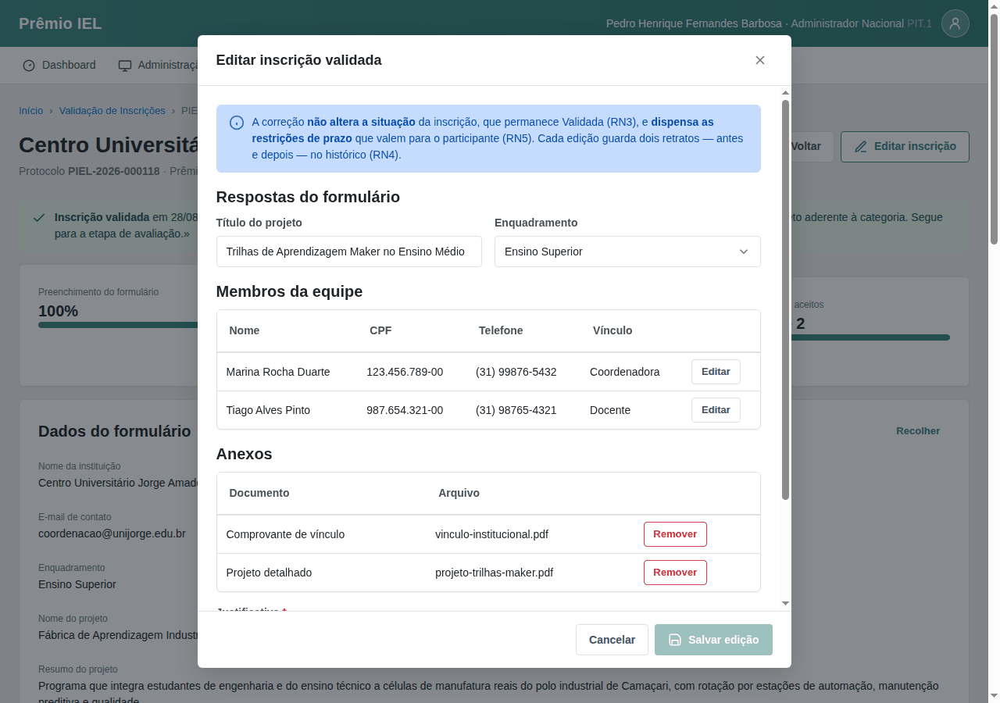 Prêmio IEL
Pedro Henrique Fernandes Barbosa · Administrador Nacional PIT.1
Dashboard
Início › Validação de Inscrições ›
Voltar
Editar inscrição
Protocolo PIEL-2026-000118 ·
Inscrição validada em
aderente à categoria. Segue
para a etapa de avaliação.»
Preenchimento do formulário
100%
aceitos
2
Dados do formulário
Recolher
Nome da instituição
Centro Universitário Jorge
E-mail de contato
coordenacao@unijorge.edu.br
Enquadramento
Ensino Superior
Nome do projeto
Fábrica de Aprendizagem
Resumo do projeto
Programa que integra estudantes de engenharia e do ensino técnico a células de manufatura reais do polo industrial de Camaçari, com rotação por estações de automação, manutenção
preditiva e qualidade.
Editar inscrição validada
A correção não altera a situação da inscrição, que permanece Validada (RN3), e dispensa as
restrições de prazo que valem para o participante (RN5). Cada edição guarda dois retratos — antes
e depois — no histórico (RN4).
Respostas do formulário
Título do projeto
Enquadramento
Trilhas de Aprendizagem Maker no Ensino Médio
Ensino Superior
Membros da equipe
Nome CPF Telefone Vínculo
Marina Rocha Duarte 123.456.789-00 (31) 99876-5432 Coordenadora Editar
Tiago Alves Pinto 987.654.321-00 (31) 98765-4321 Docente Editar
Anexos
Documento Arquivo
Comprovante de vínculo vinculo-institucional.pdf Remover
Projeto detalhado projeto-trilhas-maker.pdf Remover
Justificativa *
Cancelar
Salvar edição